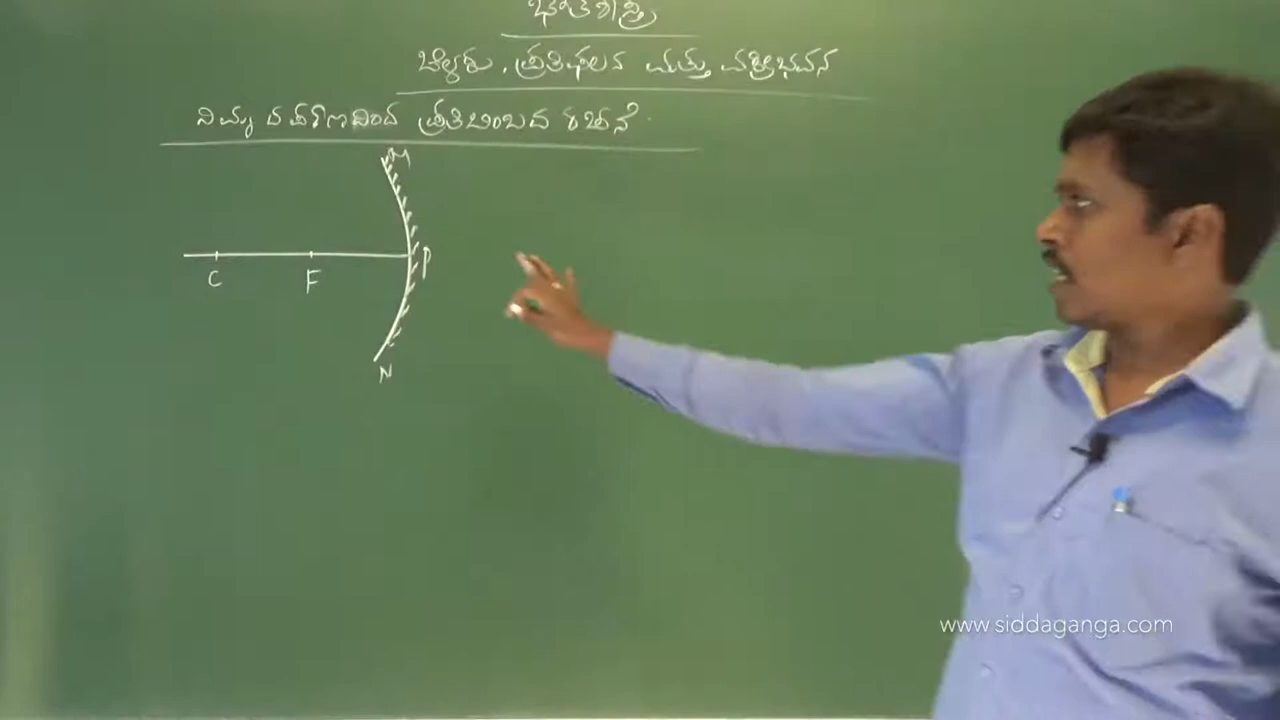 ಭೌತಶಾಸ್ತ್ರ
ಬೆಳಕು, ಪ್ರತಿಫಲನ ಮತ್ತು ವಕ್ರೀಭವನ
ನಿಮ್ನ ದರ್ಪಣದಿಂದ ಪ್ರತಿಬಿಂಬದ ರಚನೆ.
M
C F P
N
www.siddaganga.com